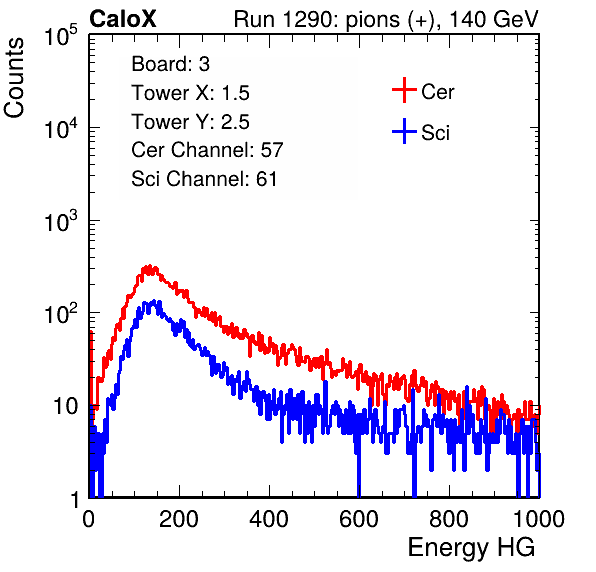 CaloX Run 1290: pions (+), 140 GeV
Counts
Board: 3
Tower X: 1.5
Tower Y: 2.5
Cer Channel: 57
Sci Channel: 61
Cer
Sci
10^5
10^4
10^3
10^2
10
1
0 200 400 600 800 1000
Energy HG